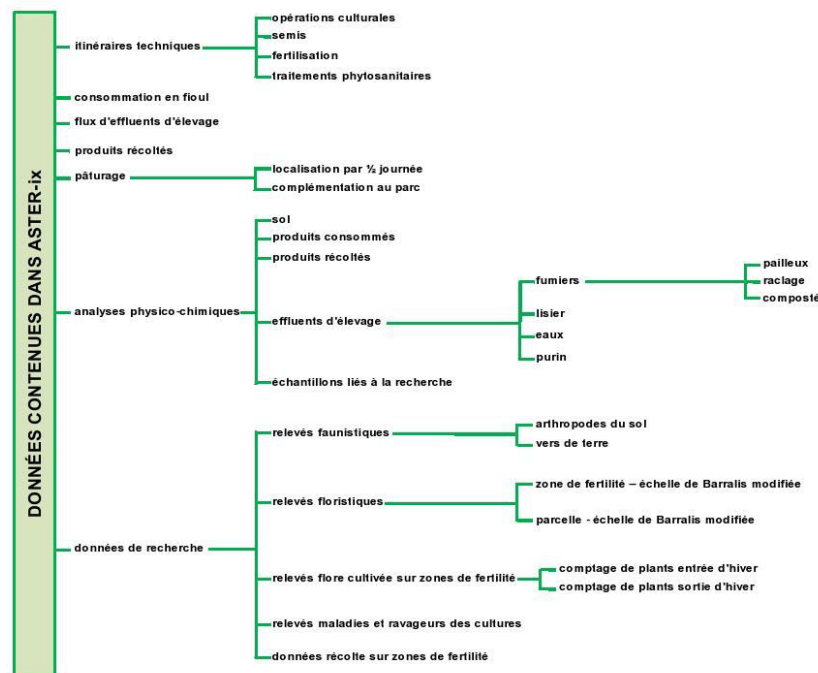 DONNÉES CONTENUES DANS ASTER-ix
itinéraires techniques
opérations culturales
semis
fertilisation
traitements phytosanitaires
consommation en fioul
flux d'effluents d'élevage
produits récoltés
pâturage
localisation par ½ journée
complémentation au parc
analyses physico-chimiques
sol
produits consommés
produits récoltés
effluents d'élevage
fumiers
pailleux
raclage
composté
lisier
eaux
purin
échantillons liés à la recherche
données de recherche
relevés faunistiques
arthropodes du sol
vers de terre
relevés floristiques
zone de fertilité – échelle de Barralis modifiée
parcelle - échelle de Barralis modifiée
relevés flore cultivée sur zones de fertilité
comptage de plants entrée d'hiver
comptage de plants sortie d'hiver
relevés maladies et ravageurs des cultures
données récolte sur zones de fertilité